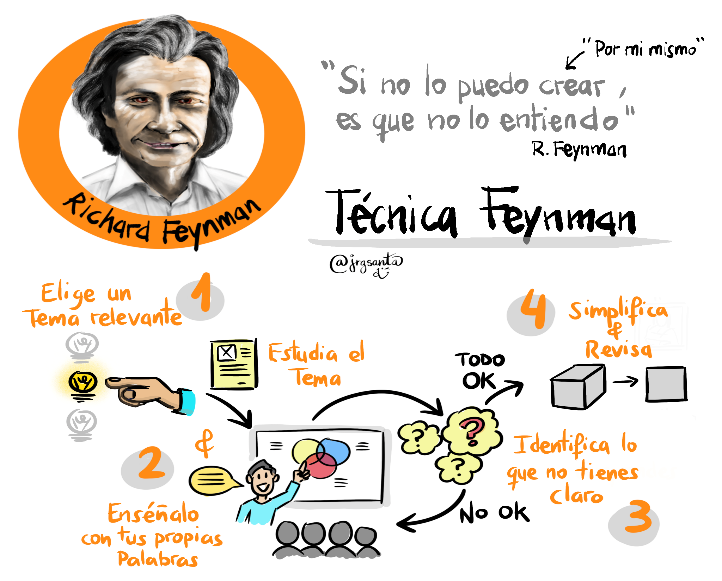 Richard Feynman
"Por mi mismo"
"Si no lo puedo crear,
es que no lo entiendo"
R. Feynman
Técnica Feynman
@jrgsanta
1
Elige un
Tema relevante
Estudia el
Tema
&
2
Enséñalo
con tus propias
Palabras
?
?
?
TODO
OK
No OK
Identifica lo
que no tienes
claro
3
4
Simplifica
&
Revisa